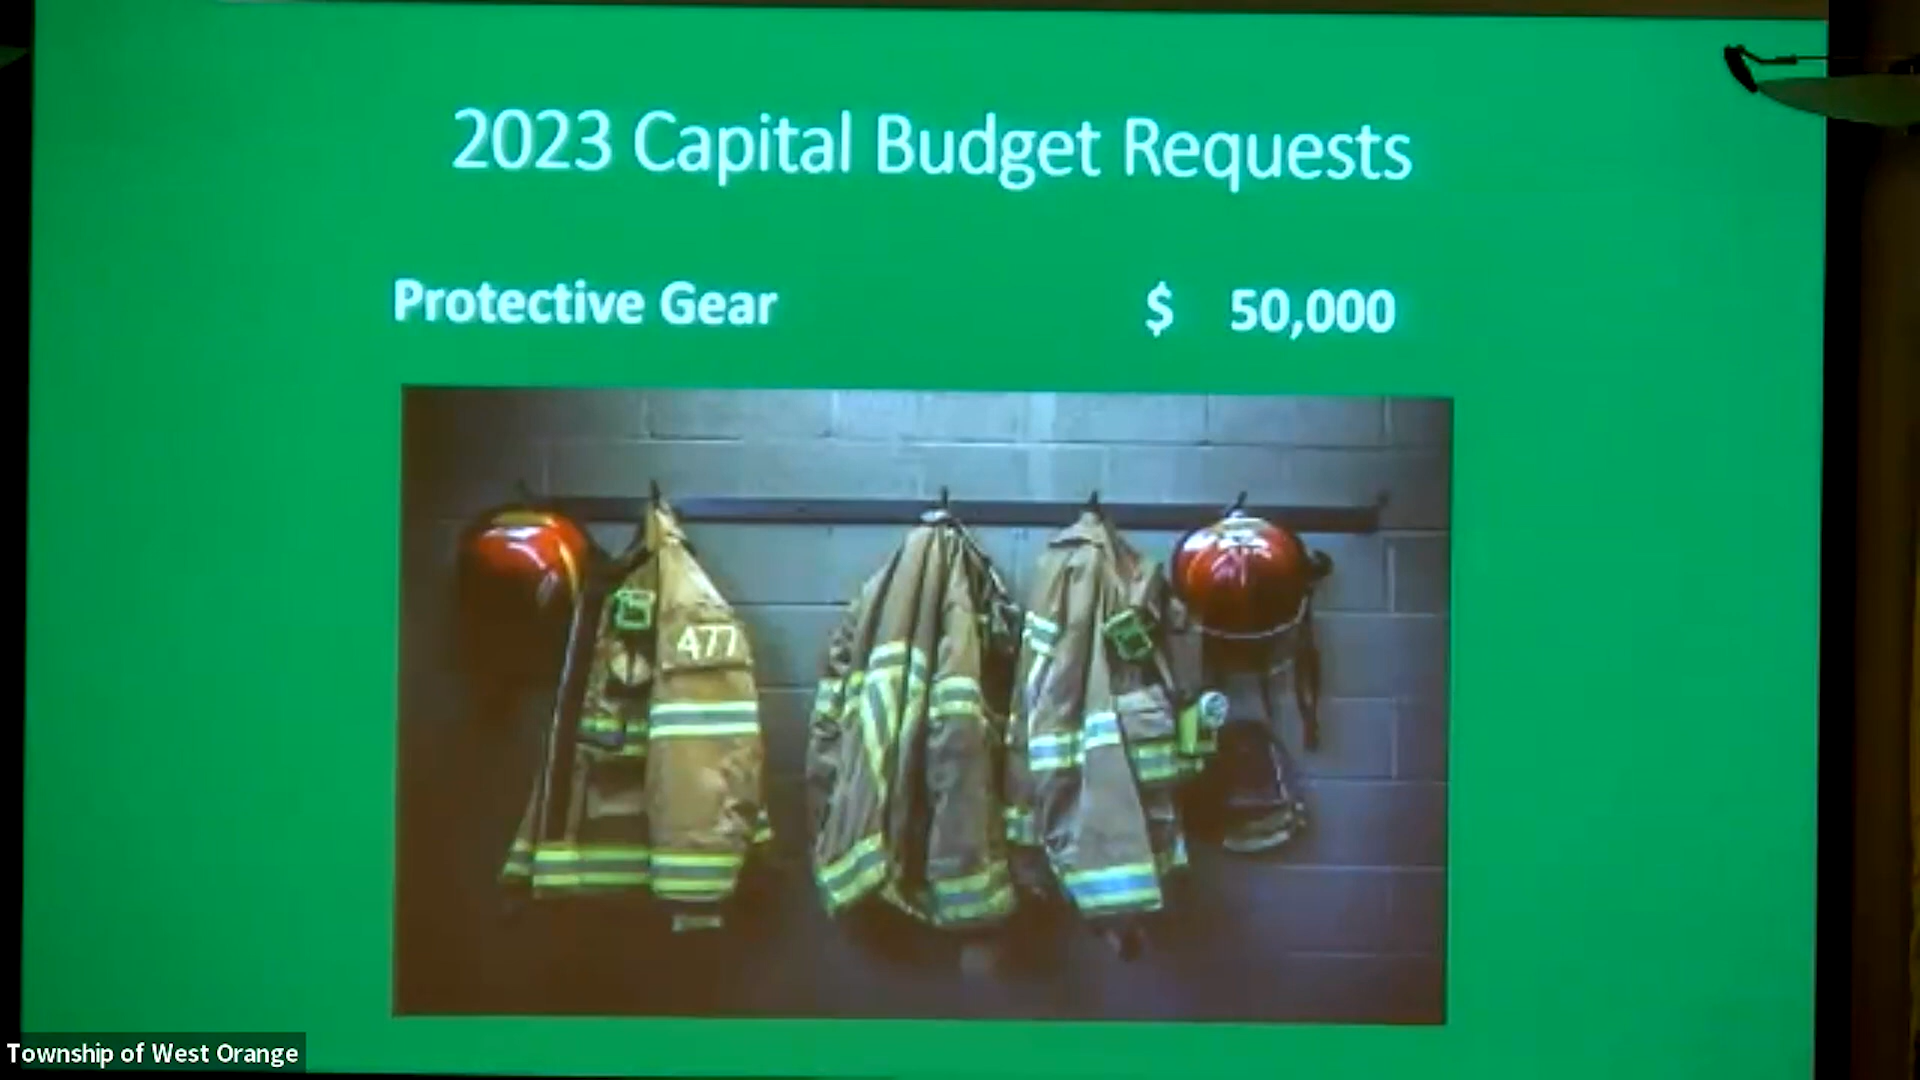 2023 Capital Budget Requests
Protective Gear $ 50,000
477
Township of West Orange